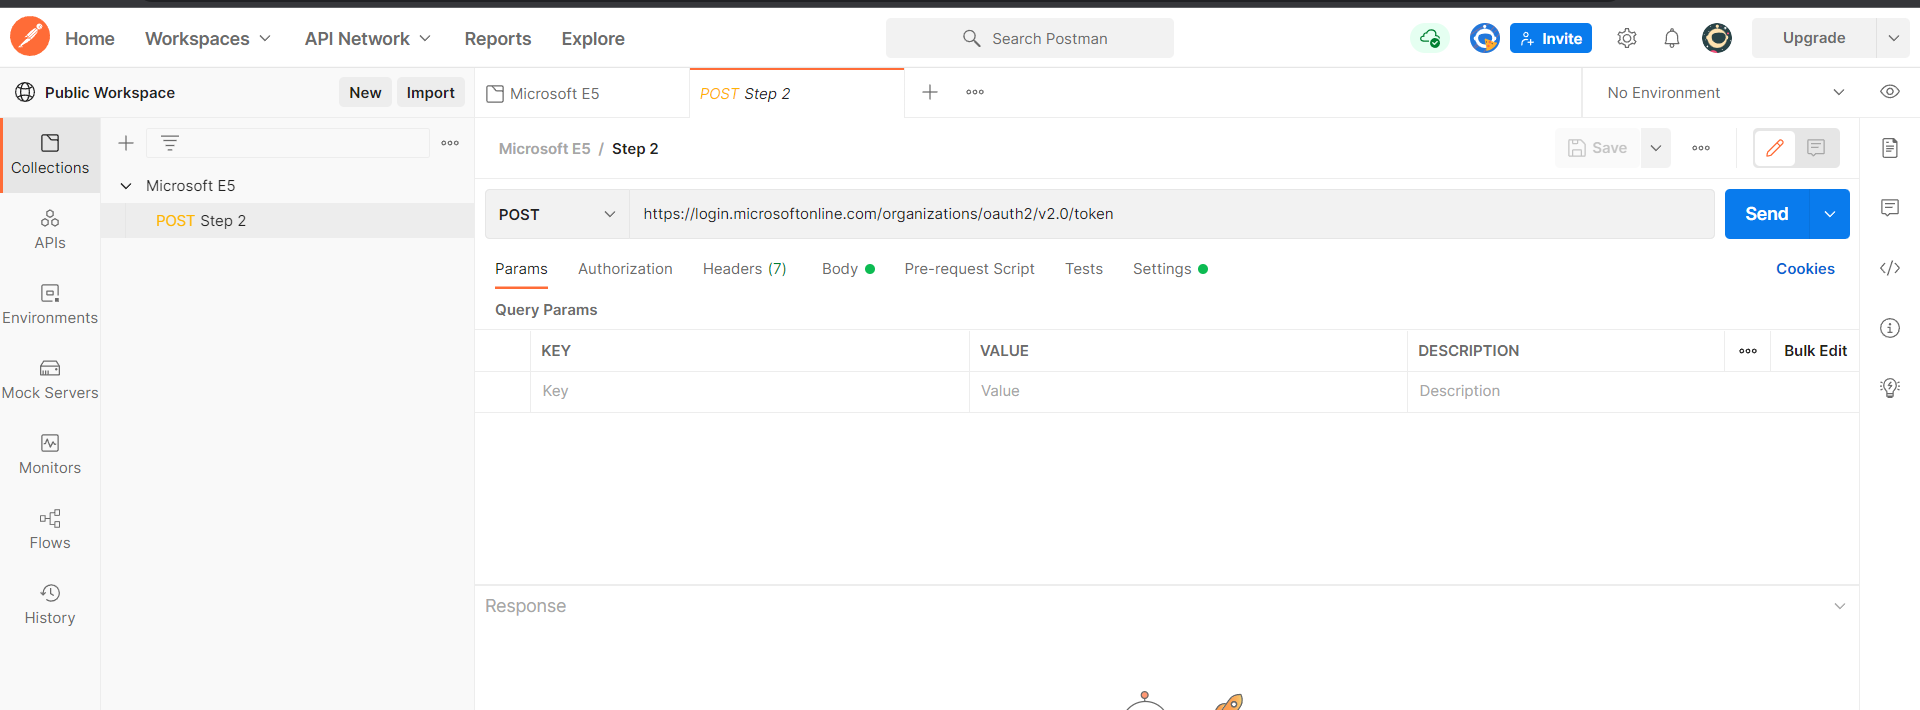 Home Workspaces API Network Reports Explore Search Postman Invite Upgrade
Public Workspace New Import
Microsoft E5 POST Step 2 No Environment
Collections
APIs
Environments
Mock Servers
Monitors
Flows
History
Microsoft E5
POST Step 2
Microsoft E5 / Step 2 Save
POST https://login.microsoftonline.com/organizations/oauth2/v2.0/token Send
Params Authorization Headers (7) Body Pre-request Script Tests Settings Cookies
Query Params
KEY VALUE DESCRIPTION Bulk Edit
Key Value Description
Response